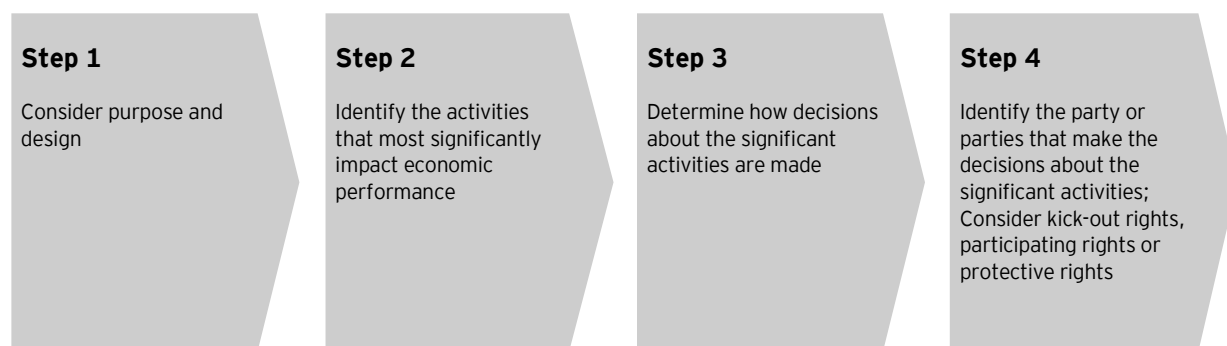 Step 1
Consider purpose and
design
Step 2
Identify the activities
that most significantly
impact economic
performance
Step 3
Determine how decisions
about the significant
activities are made
Step 4
Identify the party or
parties that make the
decisions about the
significant activities;
Consider kick-out rights,
participating rights or
protective rights